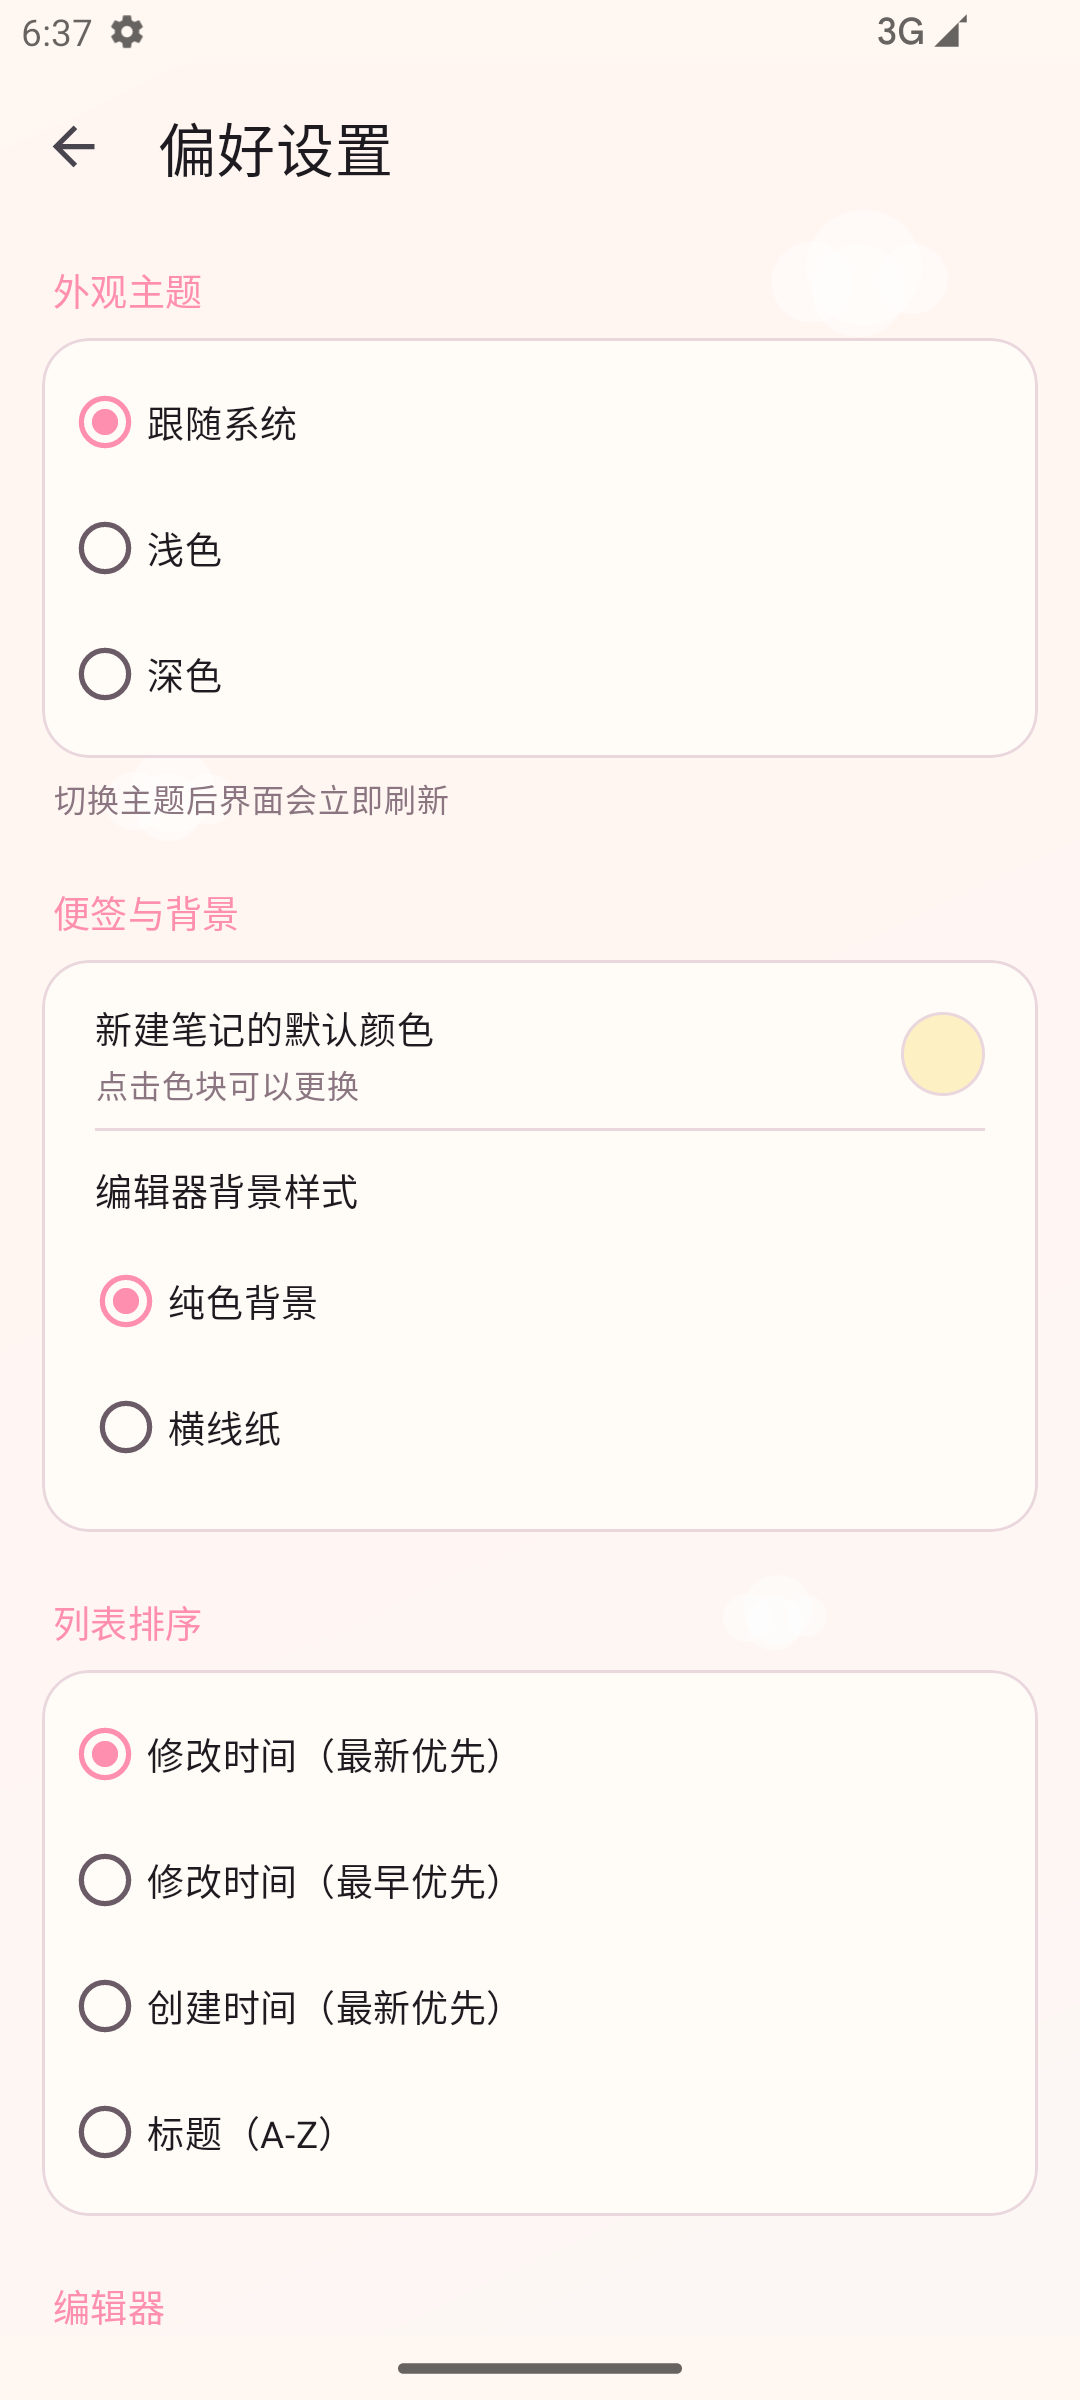 6:37
3G
偏好设置
外观主题
跟随系统
浅色
深色
切换主题后界面会立即刷新
便签与背景
新建笔记的默认颜色
点击色块可以更换
编辑器背景样式
纯色背景
横线纸
列表排序
修改时间（最新优先）
修改时间（最早优先）
创建时间（最新优先）
标题（A-Z）
编辑器